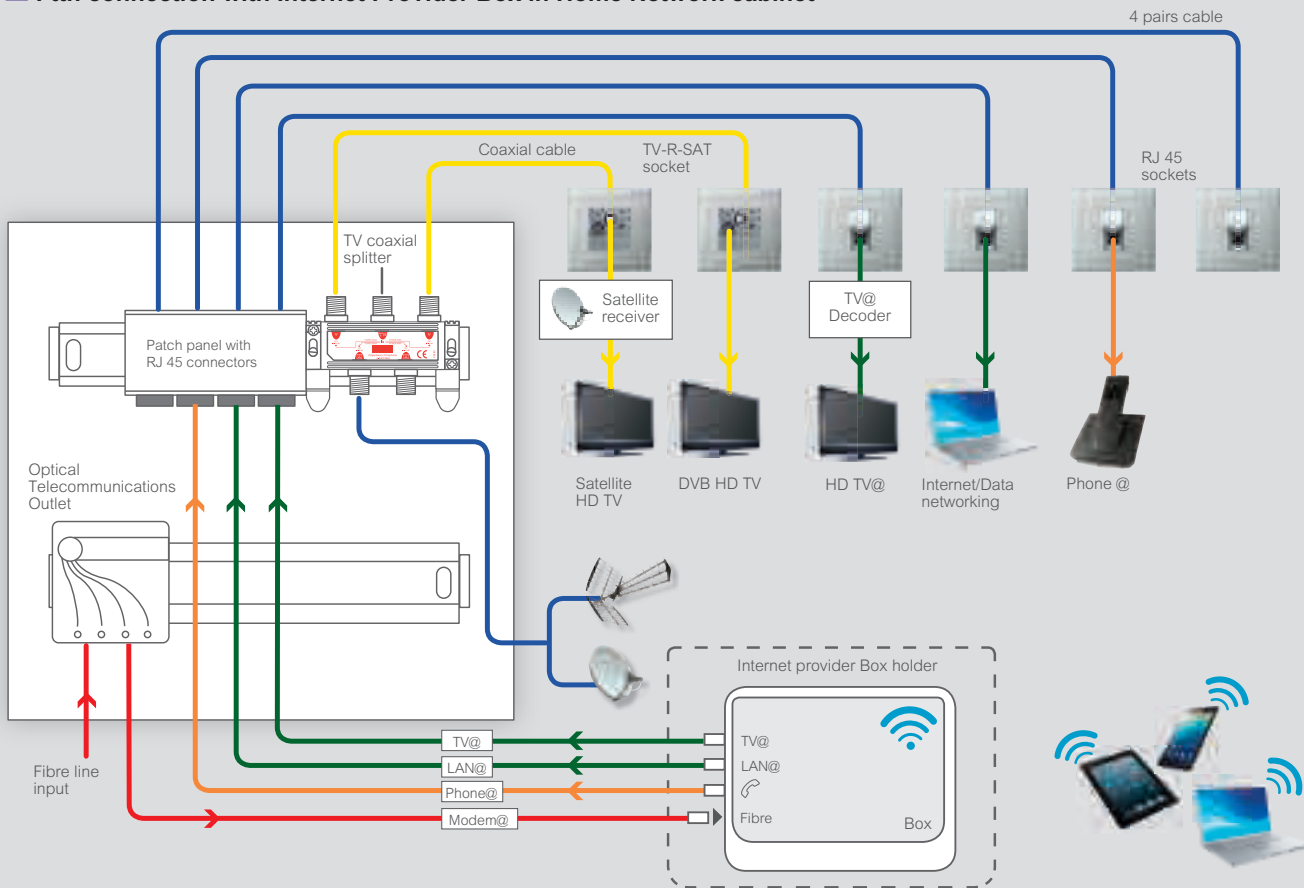 4 pairs cable
Coaxial cable
TV-R-SAT
socket
RJ 45
sockets
TV coaxial
splitter
Satellite
receiver
TV@
Decoder
Patch panel with
RJ 45 connectors
CE
Optical
Telecommunications
Outlet
Satellite
HD TV
DVB HD TV
HD TV@
Internet/Data
networking
Phone @
Internet provider Box holder
TV@
TV@
LAN@
LAN@
Phone@
Modem@
Fibre
Box
Fibre line
input